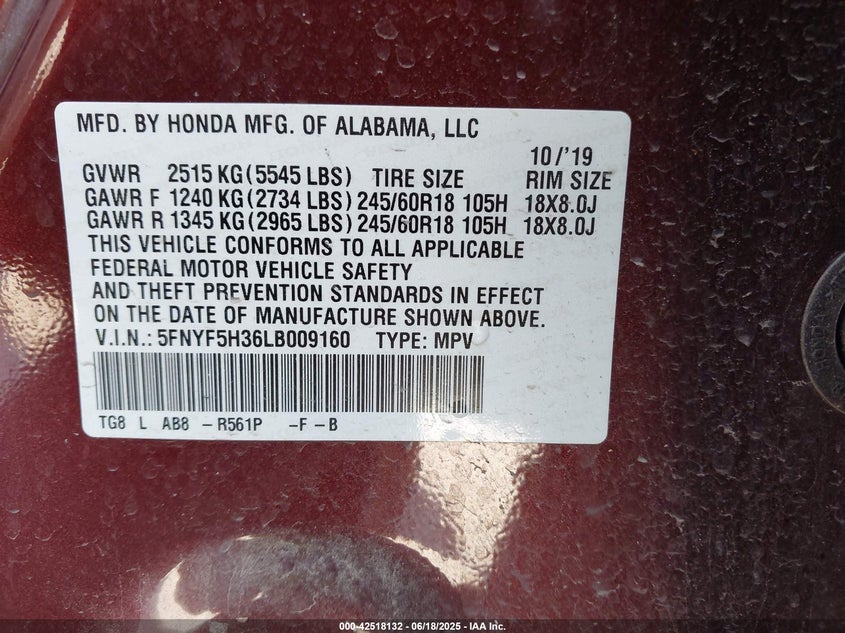 MFD. BY HONDA MFG. OF ALABAMA, LLC
10/'19
GVWR 2515 KG(5545 LBS) TIRE SIZE RIM SIZE
GAWR F 1240 KG(2734 LBS) 245/60R18 105H 18X8.0J
GAWR R 1345 KG(2965 LBS) 245/60R18 105H 18X8.0J
THIS VEHICLE CONFORMS TO ALL APPLICABLE
FEDERAL MOTOR VEHICLE SAFETY
AND THEFT PREVENTION STANDARDS IN EFFECT
ON THE DATE OF MANUFACTURE SHOWN ABOVE.
V.I.N.: 5FNYF5H36LB009160 TYPE: MPV
TG8 L AB8 - R561P -F - B
000-42518132 - 06/18/2025 - IAA Inc.